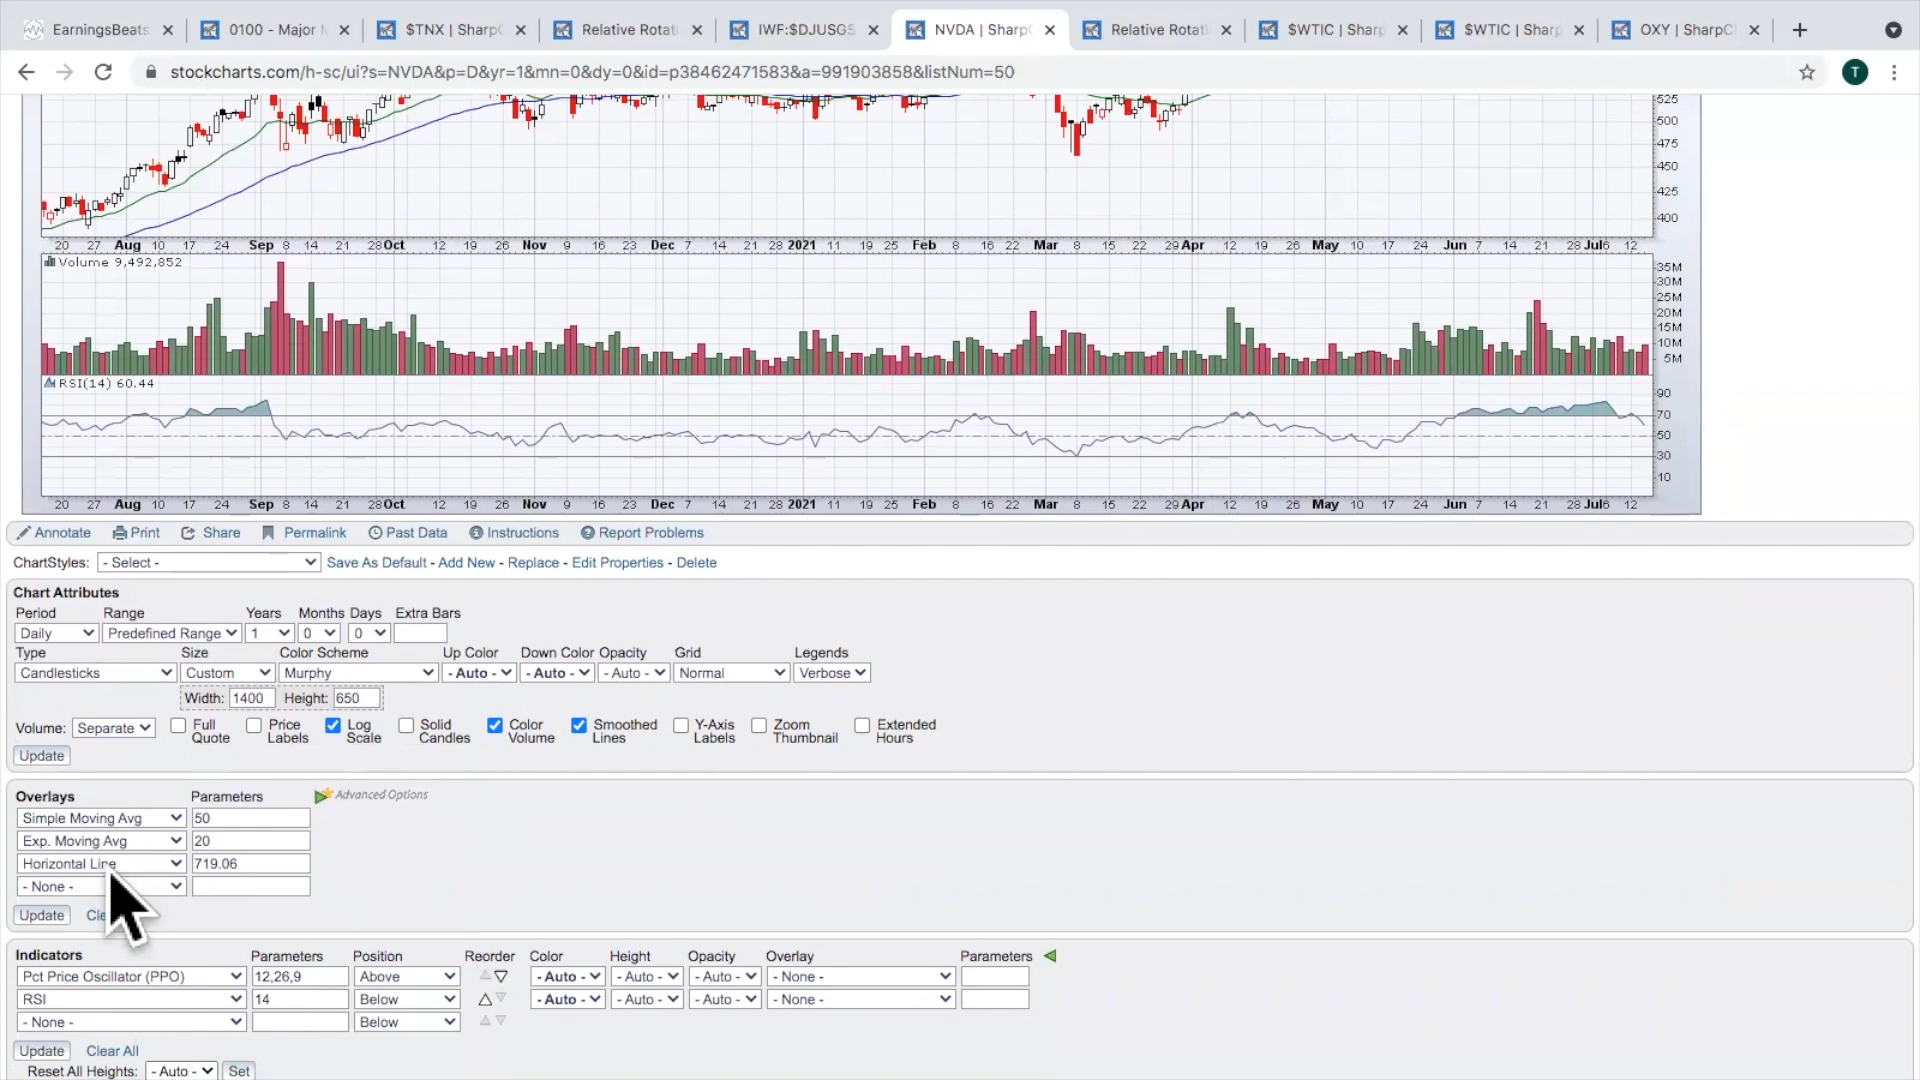 EarningsBeats
0100 - Major M
$TNX | SharpC
Relative Rotati
IWF:$DJUSGS
NVDA | SharpC
Relative Rotati
$WTIC | Sharp
$WTIC | Sharp
OXY | SharpC
stockcharts.com/h-sc/ui?s=NVDA&p=D&yr=1&mn=0&dy=0&id=p38462471583&a=991903858&listNum=50
T
525
500
475
450
425
400
20 27 Aug 10 17 24 Sep 8 14 21 28 Oct 12 19 26 Nov 9 16 23 Dec 7 14 21 28 2021 11 19 25 Feb 8 16 22 Mar 8 15 22 29 Apr 12 19 26 May 10 17 24 Jun 7 14 21 28 Jul 6 12
Volume 9,492,852
35M
30M
25M
20M
15M
10M
5M
RSI(14) 60.44
90
70
50
30
10
20 27 Aug 10 17 24 Sep 8 14 21 28 Oct 12 19 26 Nov 9 16 23 Dec 7 14 21 28 2021 11 19 25 Feb 8 16 22 Mar 8 15 22 29 Apr 12 19 26 May 10 17 24 Jun 7 14 21 28 Jul 6 12
Annotate Print Share Permalink Past Data Instructions Report Problems
ChartStyles: - Select - Save As Default - Add New - Replace - Edit Properties - Delete
Chart Attributes
Period Range Years Months Days Extra Bars
Daily Predefined Range 1 0 0
Type Size Color Scheme Up Color Down Color Opacity Grid Legends
Candlesticks Custom Murphy - Auto - - Auto - - Auto - Normal Verbose
Width: 1400 Height: 650
Volume: Separate Full Quote Price Labels Log Scale Solid Candles Color Volume Smoothed Lines Y-Axis Labels Zoom Thumbnail Extended Hours
Update
Overlays Parameters Advanced Options
Simple Moving Avg 50
Exp. Moving Avg 20
Horizontal Line 719.06
- None -
Update Cle
Indicators Parameters Position Reorder Color Height Opacity Overlay Parameters
Pct Price Oscillator (PPO) 12,26,9 Above - Auto - - Auto - - Auto - - None -
RSI 14 Below - Auto - - Auto - - Auto - - None -
- None - Below
Update Clear All
Reset All Heights: - Auto - Set